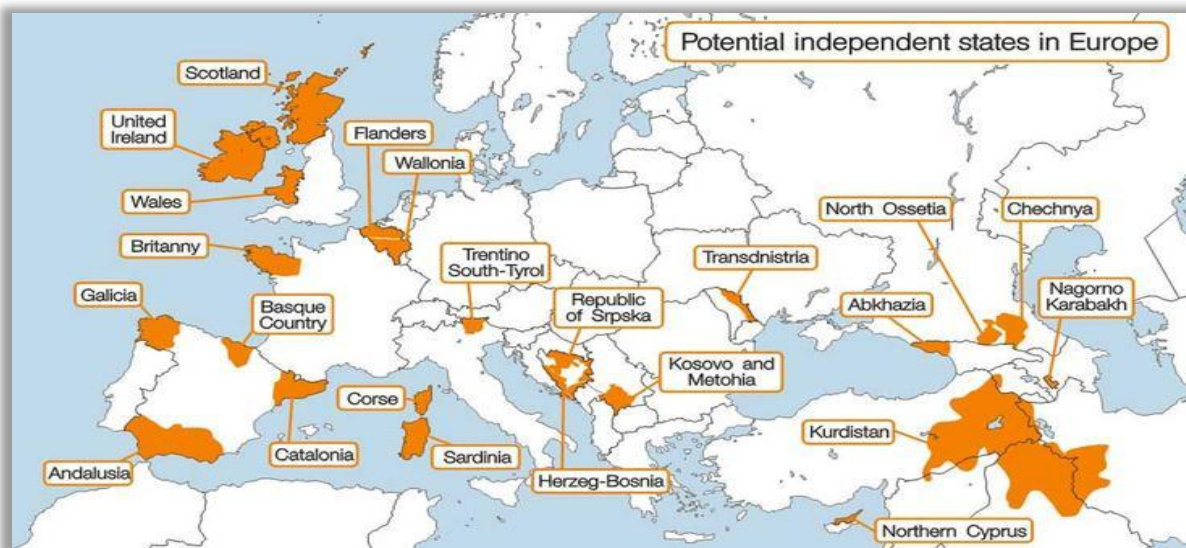 Potential independent states in Europe
Scotland
United
Ireland
Flanders
Wallonia
Wales
North Ossetia
Chechnya
Britanny
Trentino
South-Tyrol
Transdnistria
Galicia
Basque
Country
Republic
of Srpska
Abkhazia
Nagorno
Karabakh
Kosovo and
Metohia
Corse
Kurdistan
Andalusia
Catalonia
Sardinia
Herzeg-Bosnia
Northern Cyprus